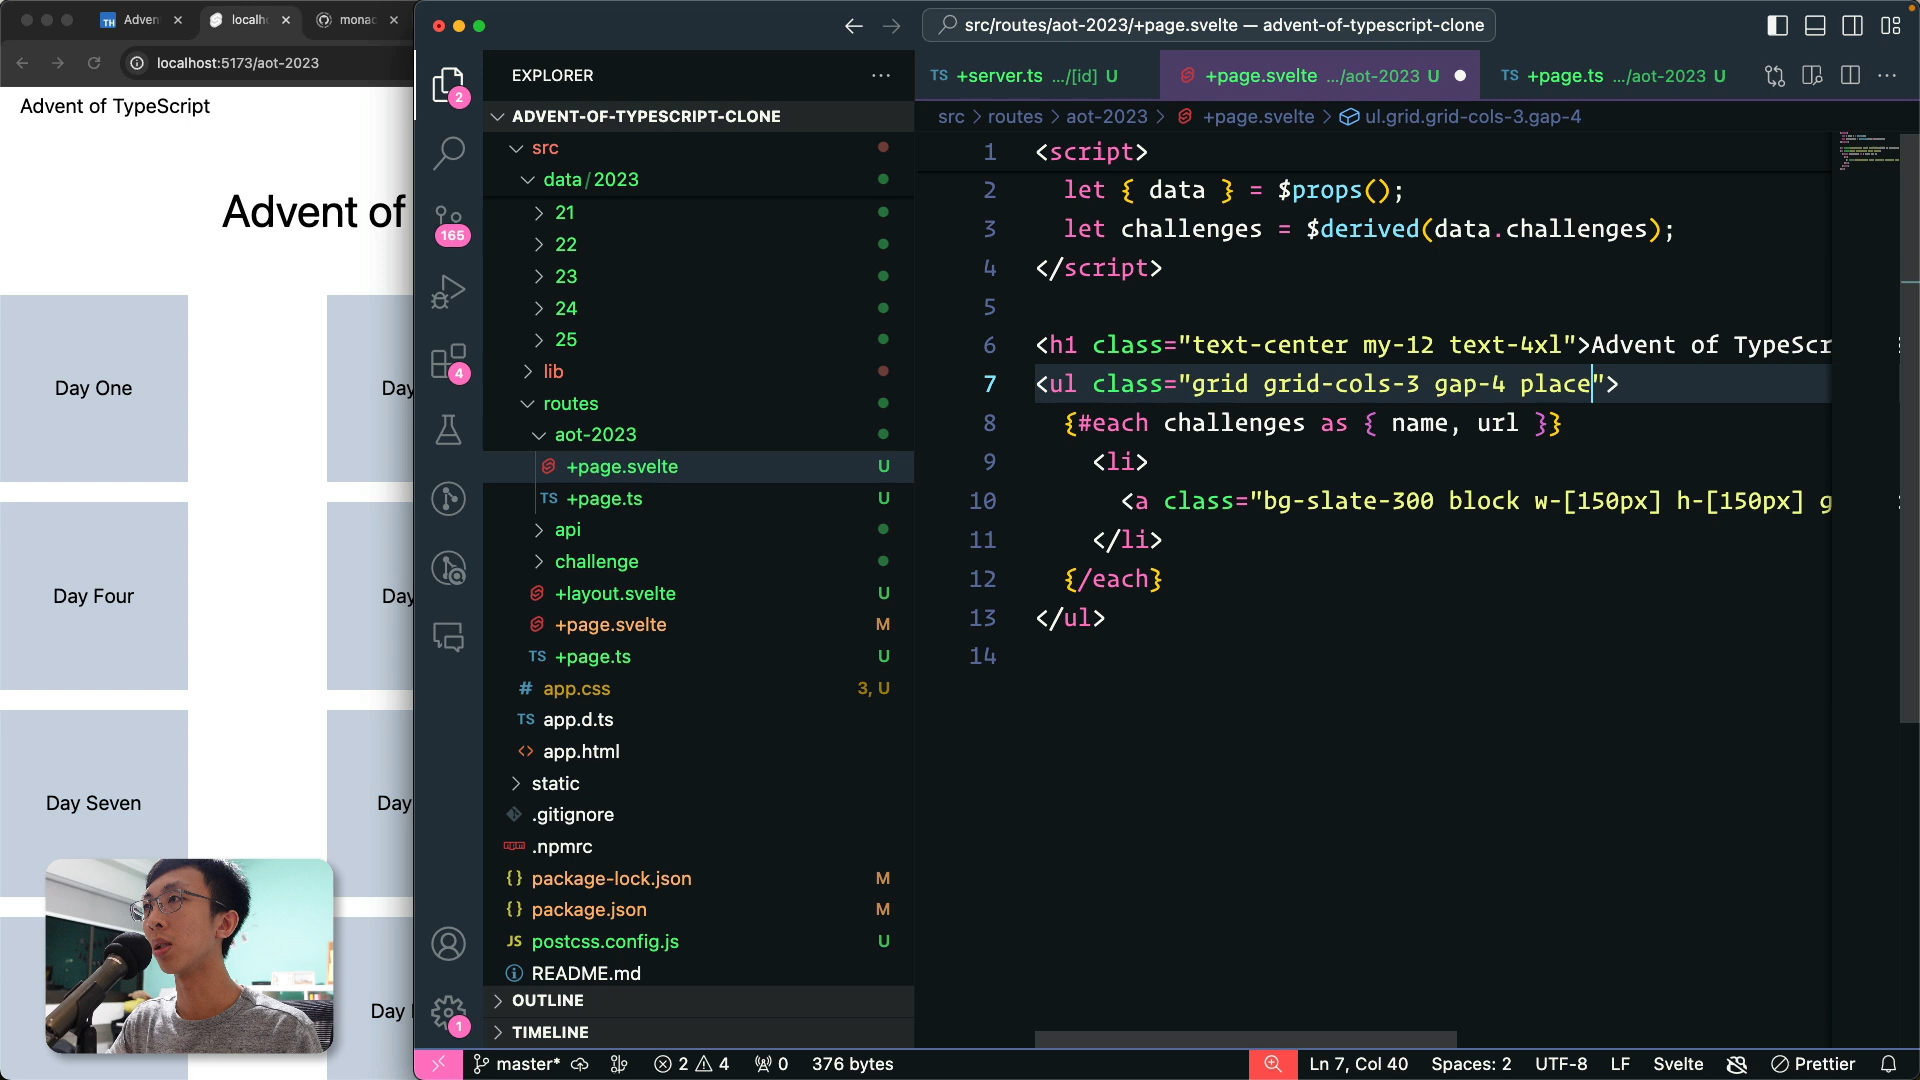 Adven
localh
monac
localhost:5173/aot-2023
Advent of TypeScript
Advent of
Day One
Day
Day Four
Day
Day Seven
Day
Day
src/routes/aot-2023/+page.svelte — advent-of-typescript-clone
2
165
4
1
EXPLORER
ADVENT-OF-TYPESCRIPT-CLONE
src
data/2023
21
22
23
24
25
lib
routes
aot-2023
+page.svelte U
TS +page.ts U
api
challenge
+layout.svelte U
+page.svelte M
TS +page.ts U
# app.css 3, U
TS app.d.ts
<> app.html
static
.gitignore
.npmrc
{} package-lock.json M
{} package.json M
JS postcss.config.js U
README.md
OUTLINE
TIMELINE
TS +server.ts .../[id] U
+page.svelte .../aot-2023 U
TS +page.ts .../aot-2023 U
src > routes > aot-2023 > +page.svelte > ul.grid.grid-cols-3.gap-4
1 <script>
2 let { data } = $props();
3 let challenges = $derived(data.challenges);
4 </script>
5
6 <h1 class="text-center my-12 text-4xl">Advent of TypeScr
7 <ul class="grid grid-cols-3 gap-4 place">
8 {#each challenges as { name, url }}
9 <li>
10 <a class="bg-slate-300 block w-[150px] h-[150px] g
11 </li>
12 {/each}
13 </ul>
14
master* 2 4 0 376 bytes
Ln 7, Col 40 Spaces: 2 UTF-8 LF Svelte Prettier